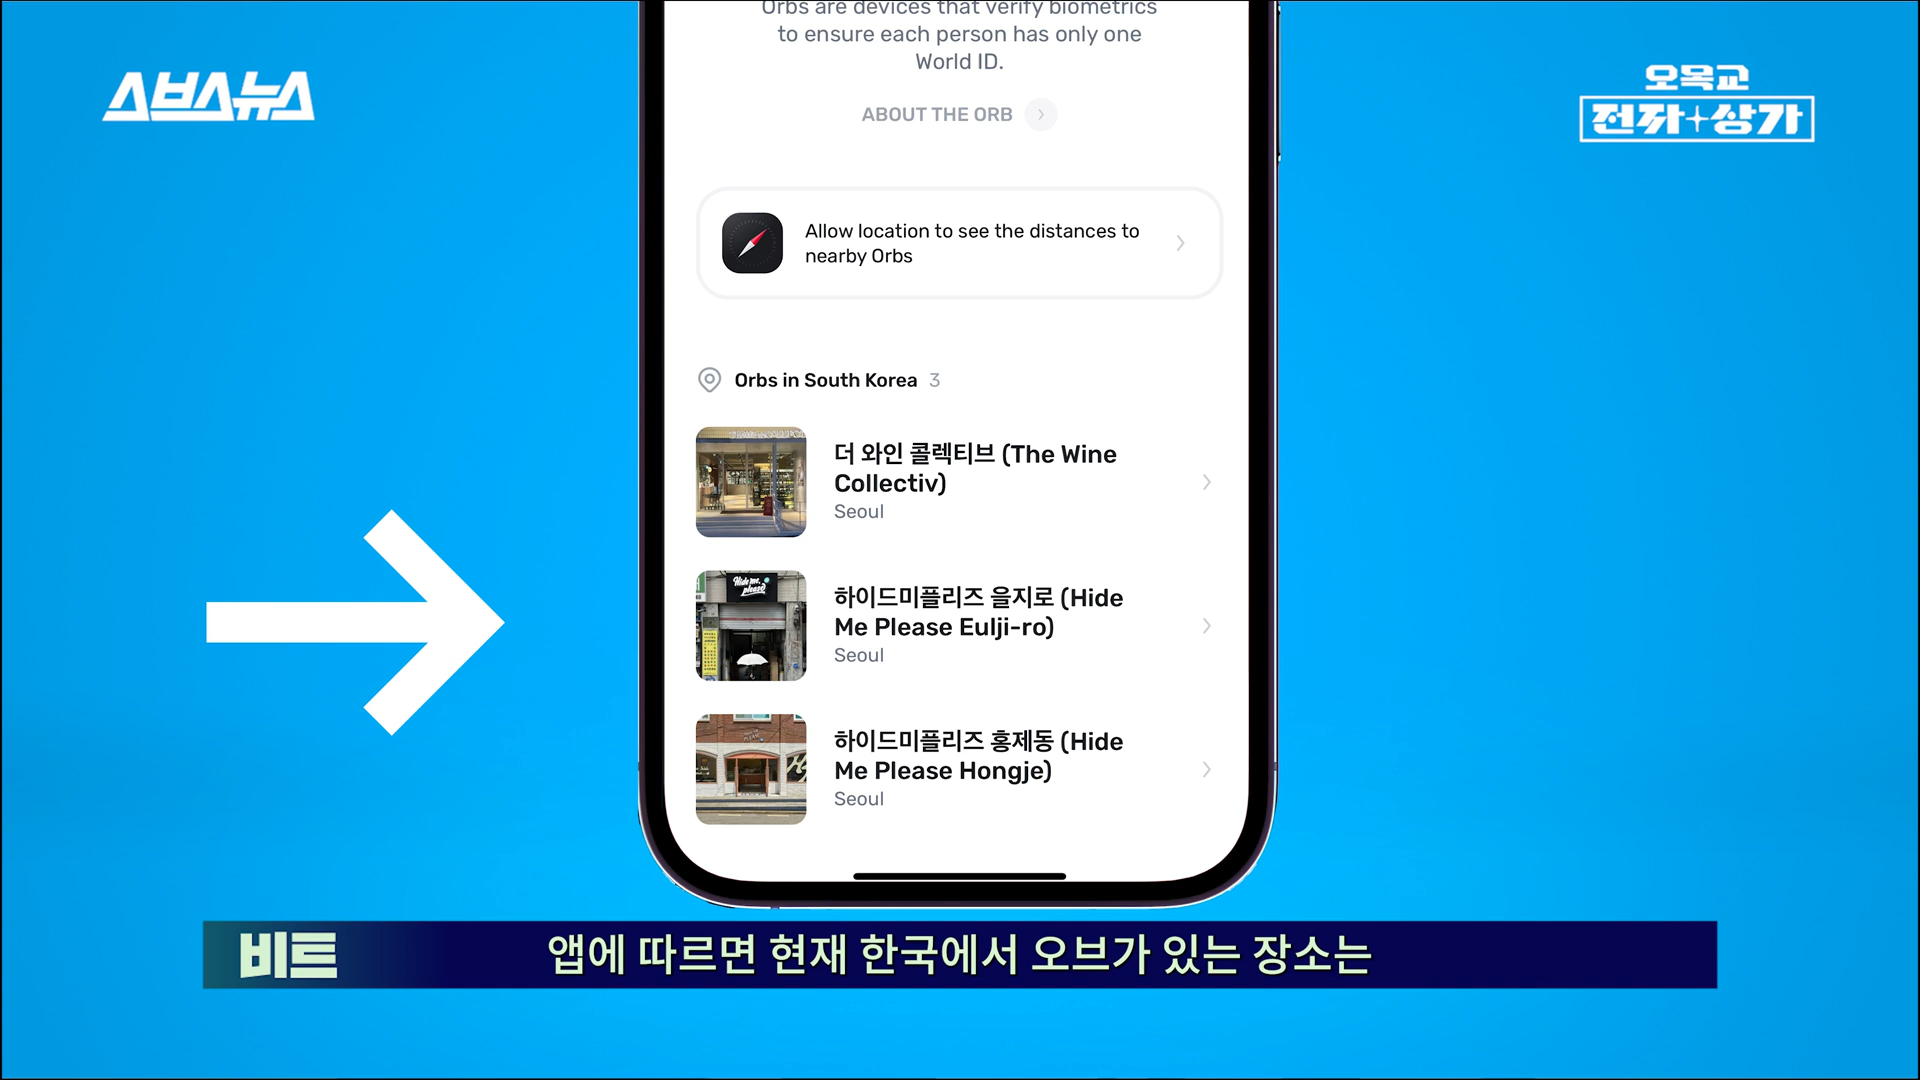 스브스뉴스
오목교
전자상가
Orbs are devices that verify biometrics
to ensure each person has only one
World ID.
ABOUT THE ORB
Allow location to see the distances to
nearby Orbs
Orbs in South Korea 3
더 와인 콜렉티브 (The Wine
Collectiv)
Seoul
Hide me,
please
하이드미플리즈 을지로 (Hide
Me Please Eulji-ro)
Seoul
하이드미플리즈 홍제동 (Hide
Me Please Hongje)
Seoul
비트
앱에 따르면 현재 한국에서 오브가 있는 장소는